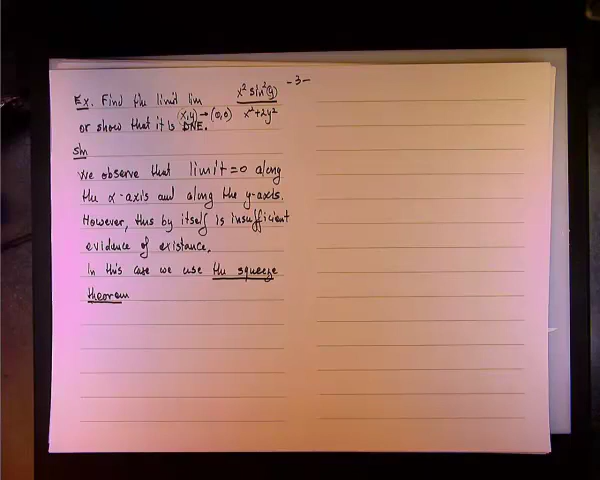 -3-
Ex. Find the limit lim (x,y)→(0,0) x² sin²(y) / x²+2y²
or show that it is DNE.
Sln
We observe that limit=0 along
the x-axis and along the y-axis.
However, this by itself is insufficient
evidence of existance.
In this case we use the squeeze
theorem